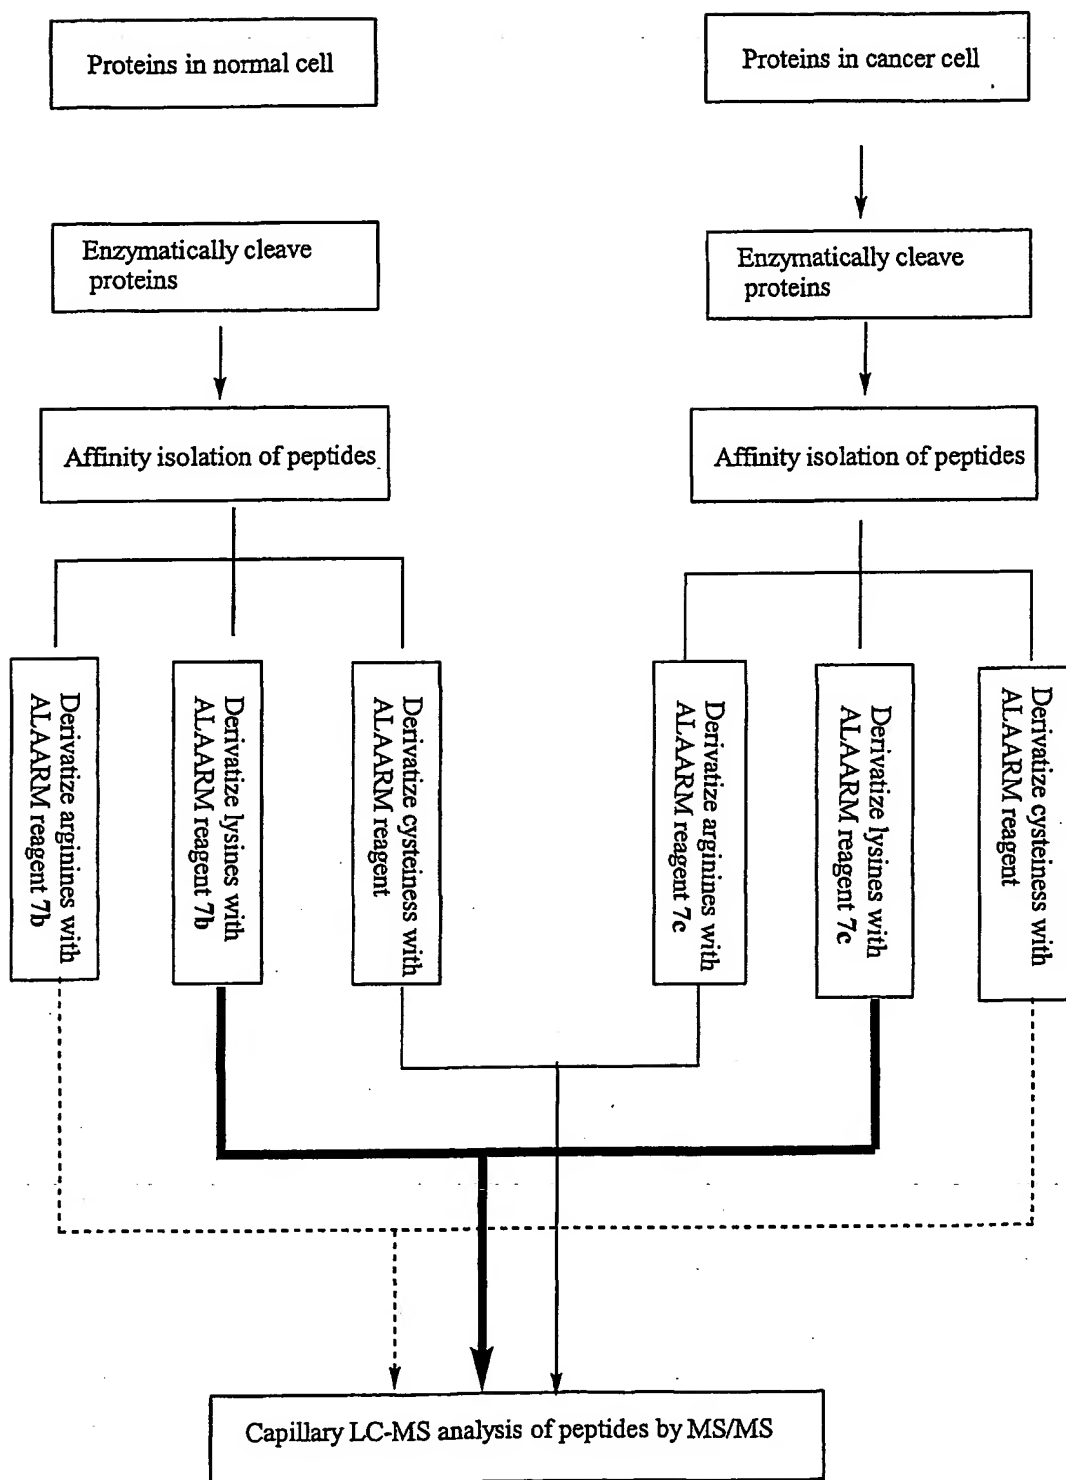 Proteins in normal cell
Proteins in cancer cell
Enzymatically cleave
proteins
Enzymatically cleave
proteins
Affinity isolation of peptides
Affinity isolation of peptides
Derivatize arginines with
ALAARM reagent 7b
Derivatize lysines with
ALAARM reagent 7b
Derivatize cysteiness with
ALAARM reagent
Derivatize arginines with
ALAARM reagent 7c
Derivatize lysines with
ALAARM reagent 7c
Derivatize cysteiness with
ALAARM reagent
Capillary LC-MS analysis of peptides by MS/MS